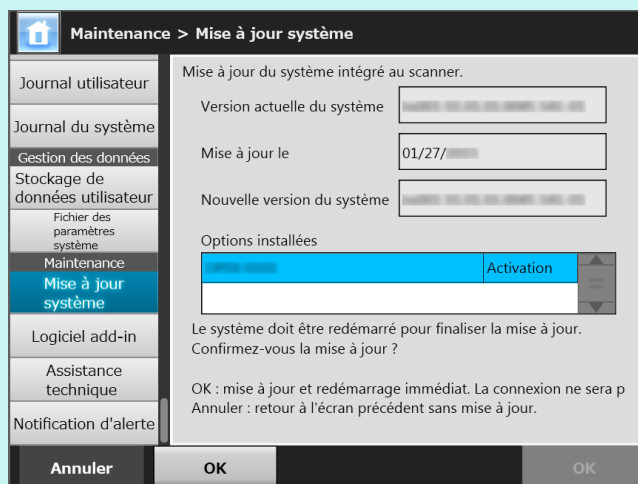 Maintenance > Mise à jour système
Journal utilisateur
Journal du système
Gestion des données
Stockage de
données utilisateur
Fichier des
paramètres
système
Maintenance
Mise à jour
système
Logiciel add-in
Assistance
technique
Notification d'alerte
Mise à jour du système intégré au scanner.
Version actuelle du système
Mise à jour le 01/27/
Nouvelle version du système
Options installées
Activation
Le système doit être redémarré pour finaliser la mise à jour.
Confirmez-vous la mise à jour ?
OK : mise à jour et redémarrage immédiat. La connexion ne sera p
Annuler : retour à l'écran précédent sans mise à jour.
Annuler OK OK